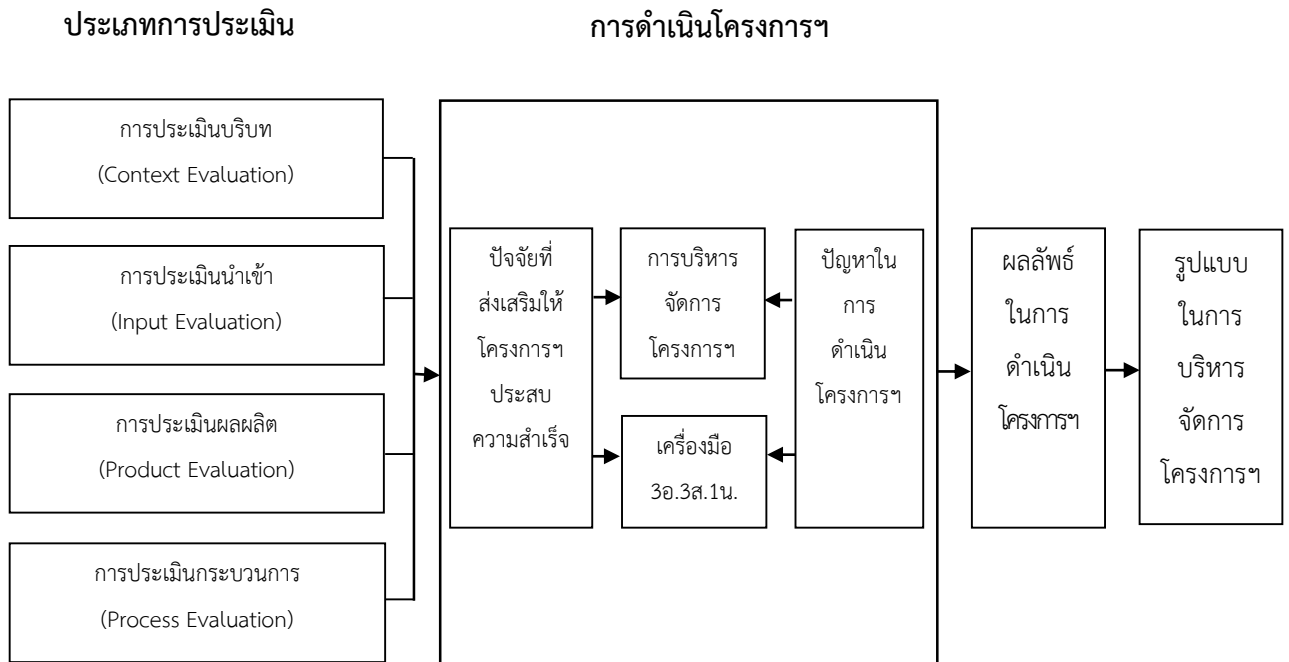 ประเภทการประเมิน
การดำเนินโครงการฯ
การประเมินบริบท
(Context Evaluation)
การประเมินนำเข้า
(Input Evaluation)
การประเมินผลผลิต
(Product Evaluation)
การประเมินกระบวนการ
(Process Evaluation)
ปัจจัยที่
ส่งเสริมให้
โครงการฯ
ประสบ
ความสำเร็จ
การบริหาร
จัดการ
โครงการฯ
เครื่องมือ
3อ.3ส.1น.
ปัญหาใน
การ
ดำเนิน
โครงการฯ
ผลลัพธ์
ในการ
ดำเนิน
โครงการฯ
รูปแบบ
ในการ
บริหาร
จัดการ
โครงการฯ